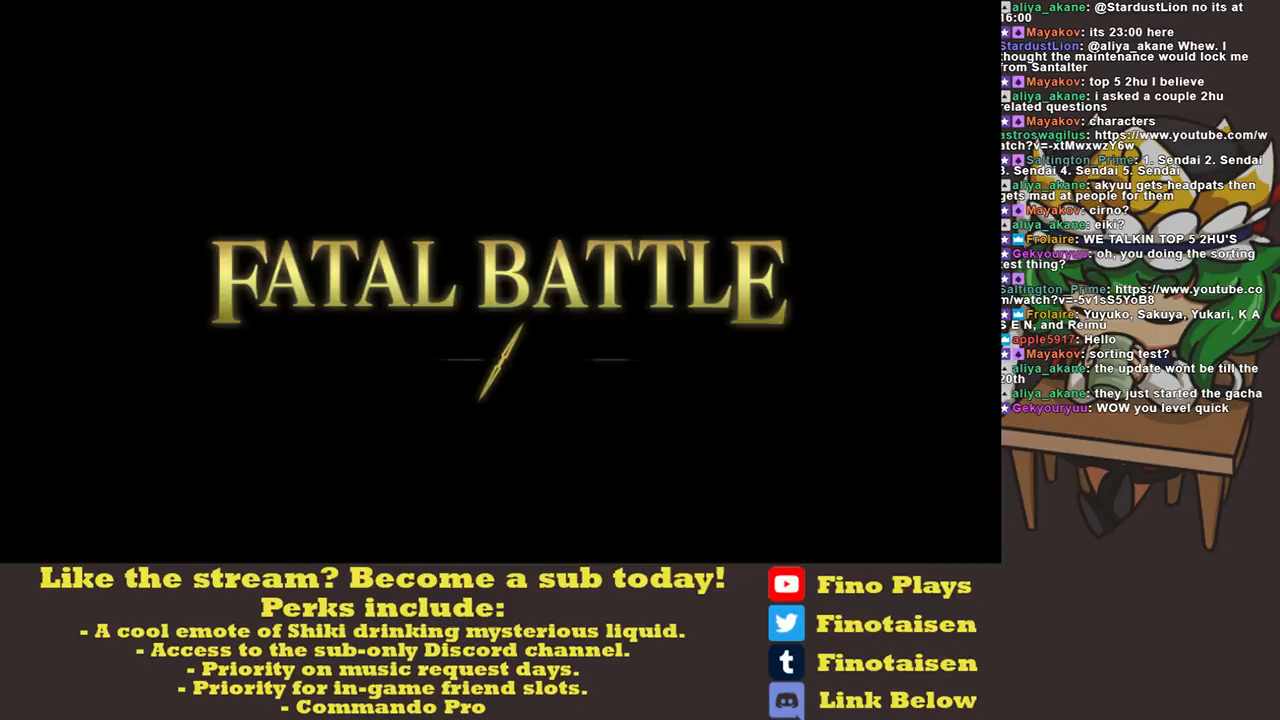 FATAL BATTLE
aliya_akane: @StardustLion no its at
16:00
Mayakov: its 23:00 here
StardustLion: @aliya_akane Whew. I
thought the maintenance would lock me
from Santalter
Mayakov: top 5 2hu I believe
aliya_akane: i asked a couple 2hu
related questions
Mayakov: characters
astroswagilus: https://www.youtube.com/w
atch?v=-xtMwxwzY6w
Saltington_Prime: 1. Sendai 2. Sendai
3. Sendai 4. Sendai 5. Sendai
aliya_akane: akyuu gets headpats then
gets mad at people for them
Mayakov: cirno?
aliya_akane: eiki?
Frolaire: WE TALKIN TOP 5 2HU'S
Gekyouryuu: oh, you doing the sorting
test thing?
Saltington_Prime: https://www.youtube.co
m/watch?v=-5v1sS5YoB8
Frolaire: Yuyuko, Sakuya, Yukari, K A
S E N, and Reimu
apple5917: Hello
Mayakov: sorting test?
aliya_akane: the update wont be till the
20th
aliya_akane: they just started the gacha
Gekyouryuu: WOW you level quick
Like the stream? Become a sub today!
Perks include:
- A cool emote of Shiki drinking mysterious liquid.
- Access to the sub-only Discord channel.
- Priority on music request days.
- Priority for in-game friend slots.
- Commando Pro
Fino Plays
Finotaisen
t Finotaisen
Link Below